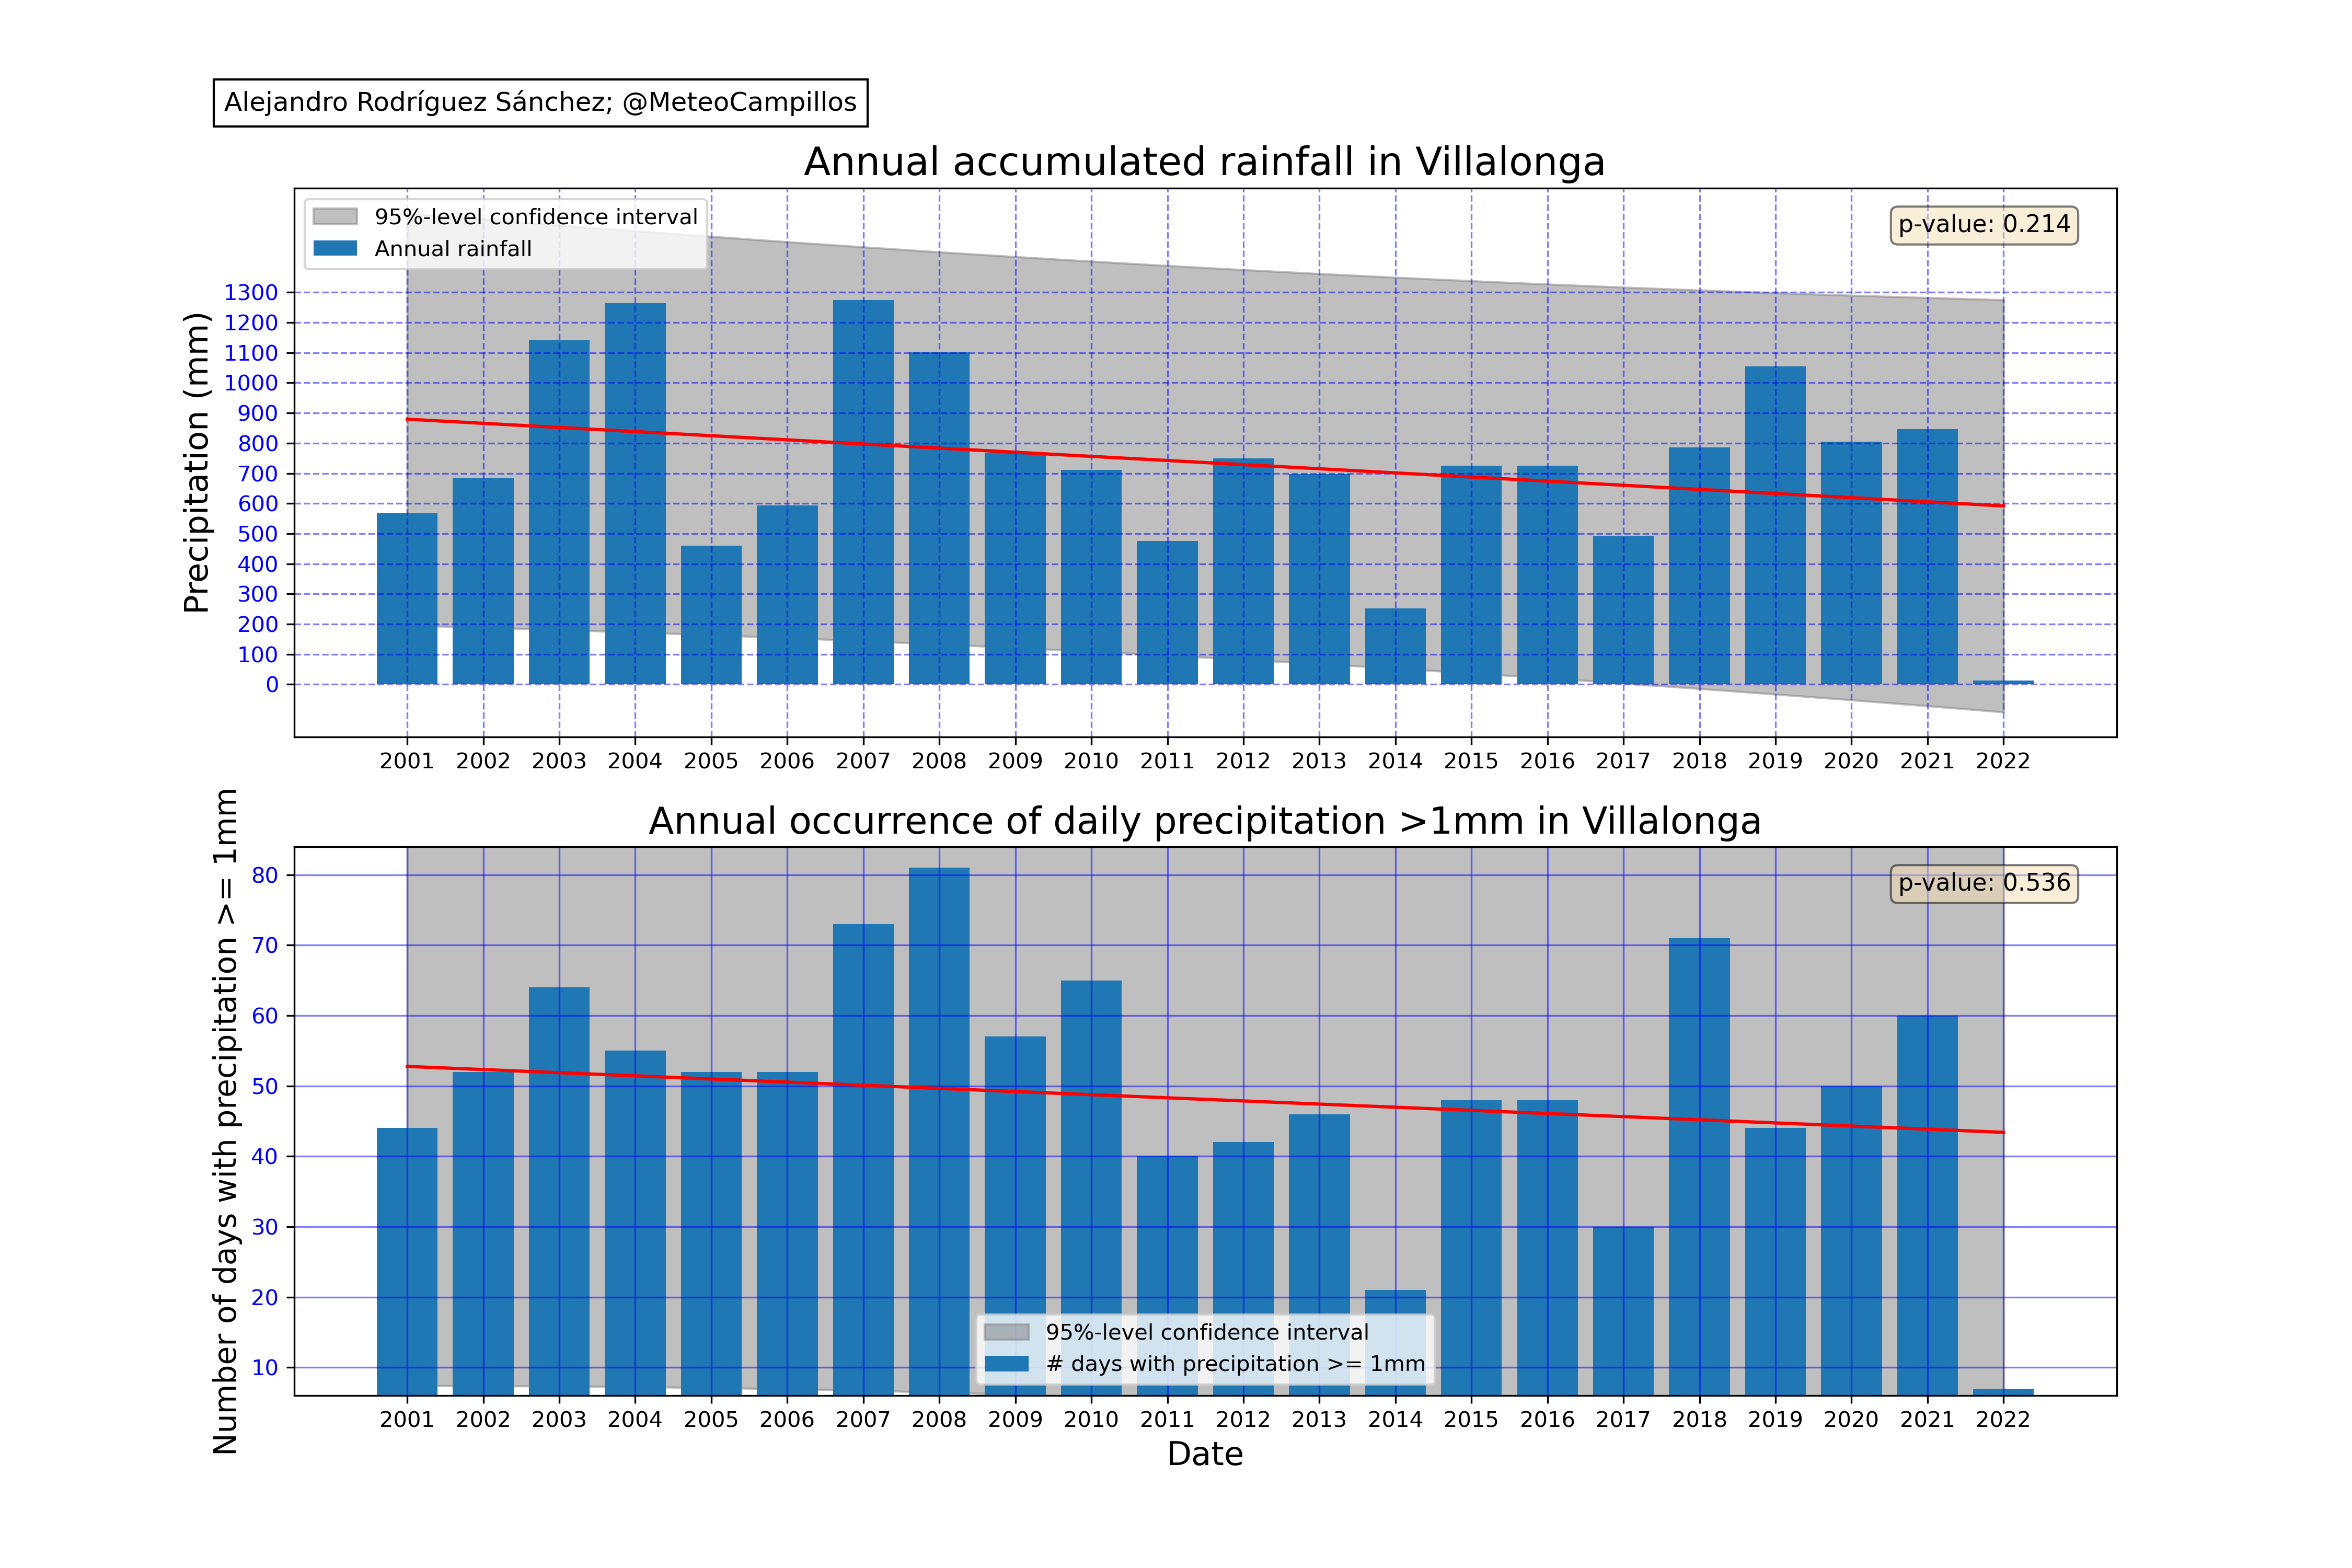 Alejandro Rodríguez Sánchez; @MeteoCampillos
Annual accumulated rainfall in Villalonga
95%-level confidence interval
Annual rainfall
p-value: 0.214
Precipitation (mm)
1300
1200
1100
1000
900
800
700
600
500
400
300
200
100
0
2001 2002 2003 2004 2005 2006 2007 2008 2009 2010 2011 2012 2013 2014 2015 2016 2017 2018 2019 2020 2021 2022
Annual occurrence of daily precipitation >1mm in Villalonga
p-value: 0.536
Number of days with precipitation >= 1mm
80
70
60
50
40
30
20
10
95%-level confidence interval
# days with precipitation >= 1mm
2001 2002 2003 2004 2005 2006 2007 2008 2009 2010 2011 2012 2013 2014 2015 2016 2017 2018 2019 2020 2021 2022
Date